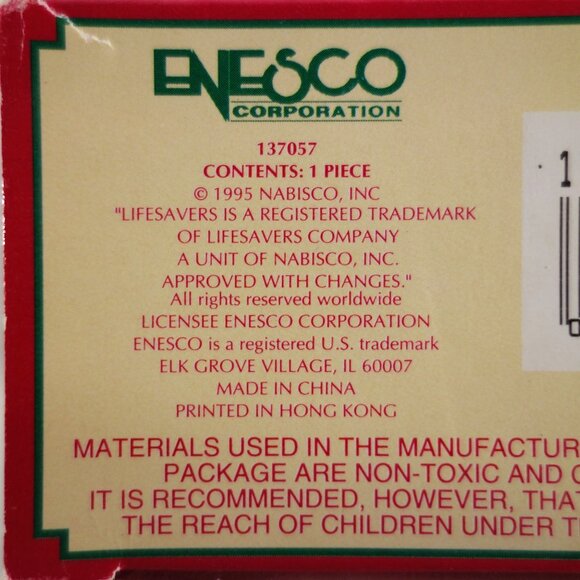 ENESCO
CORPORATION
137057
CONTENTS: 1 PIECE
© 1995 NABISCO, INC
"LIFESAVERS IS A REGISTERED TRADEMARK
OF LIFESAVERS COMPANY
A UNIT OF NABISCO, INC.
APPROVED WITH CHANGES."
All rights reserved worldwide
LICENSEE ENESCO CORPORATION
ENESCO is a registered U.S. trademark
ELK GROVE VILLAGE, IL 60007
MADE IN CHINA
PRINTED IN HONG KONG
1
MATERIALS USED IN THE MANUFACTUR
PACKAGE ARE NON-TOXIC AND
IT IS RECOMMENDED, HOWEVER, THA
THE REACH OF CHILDREN UNDER T